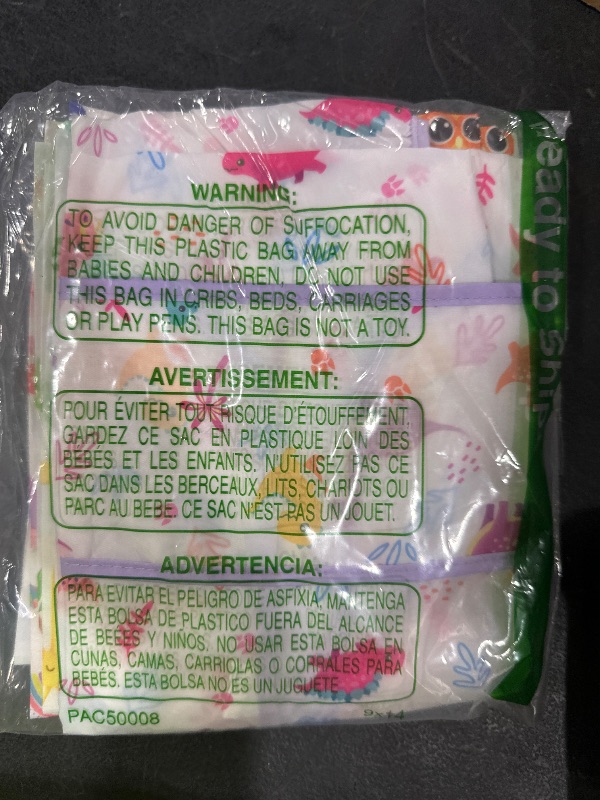 WARNING:
TO AVOID DANGER OF SUFFOCATION,
KEEP THIS PLASTIC BAG AWAY FROM
BABIES AND CHILDREN, DO NOT USE
THIS BAG IN CRIBS, BEDS, CARRIAGES
OR PLAY PENS. THIS BAG IS NOT A TOY.
AVERTISSEMENT:
POUR ÉVITER TOUT RISQUE D'ÉTOUFFEMENT,
GARDEZ CE SAC EN PLASTIQUE LOIN DES
BEBÉS ET LES ENFANTS. N'UTILISEZ PAS CE
SAC DANS LES BERCEAUX, LITS, CHARIOTS OU
PARC AU BEBE. CE SAC N'EST PAS UN JOUET.
ADVERTENCIA:
PARA EVITAR EL PELIGRO DE ASFIXIA, MANTENGA
ESTA BOLSA DE PLASTICO FUERA DEL ALCANCE
DE BEBES Y NINOS. NO USAR ESTA BOLSA EN
CUNAS, CAMAS, CARRIOLAS O CORRALES PARA
BEBÉS. ESTA BOLSA NO ES UN JUGUETE.
PAC50008
9x14
eady to Ship